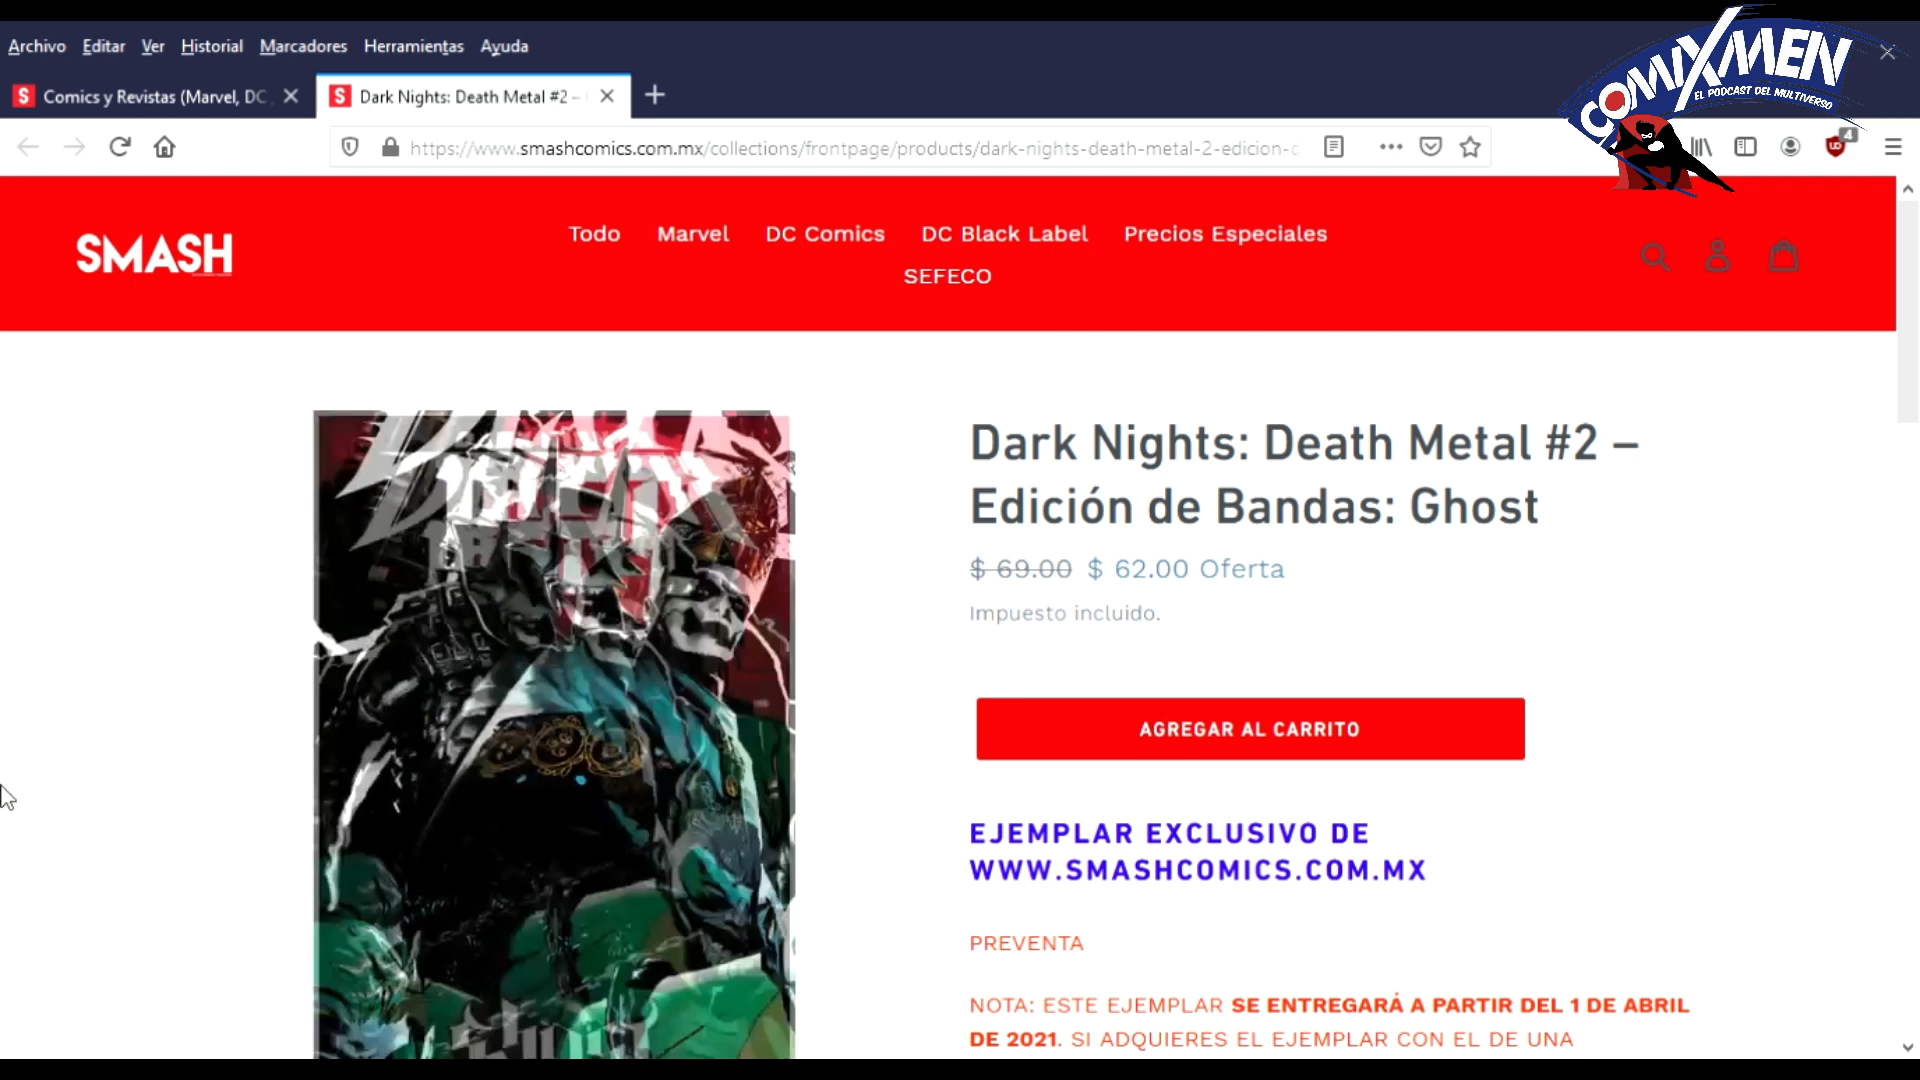 Archivo Editar Ver Historial Marcadores Herramientas Ayuda
COMIXMEN
EL PODCAST DEL MULTIVERSO
Comics y Revistas (Marvel, DC
Dark Nights: Death Metal #2 –
https://www.smashcomics.com.mx/collections/frontpage/products/dark-nights-death-metal-2-edicion-c
4
SMASH
Todo Marvel DC Comics DC Black Label Precios Especiales
SEFECO
Dark Nights: Death Metal #2 –
Edición de Bandas: Ghost
$ 69.00 $ 62.00 Oferta
Impuesto incluido.
AGREGAR AL CARRITO
EJEMPLAR EXCLUSIVO DE
WWW.SMASHCOMICS.COM.MX
PREVENTA
NOTA: ESTE EJEMPLAR SE ENTREGARÁ A PARTIR DEL 1 DE ABRIL
DE 2021. SI ADQUIERES EL EJEMPLAR CON EL DE UNA